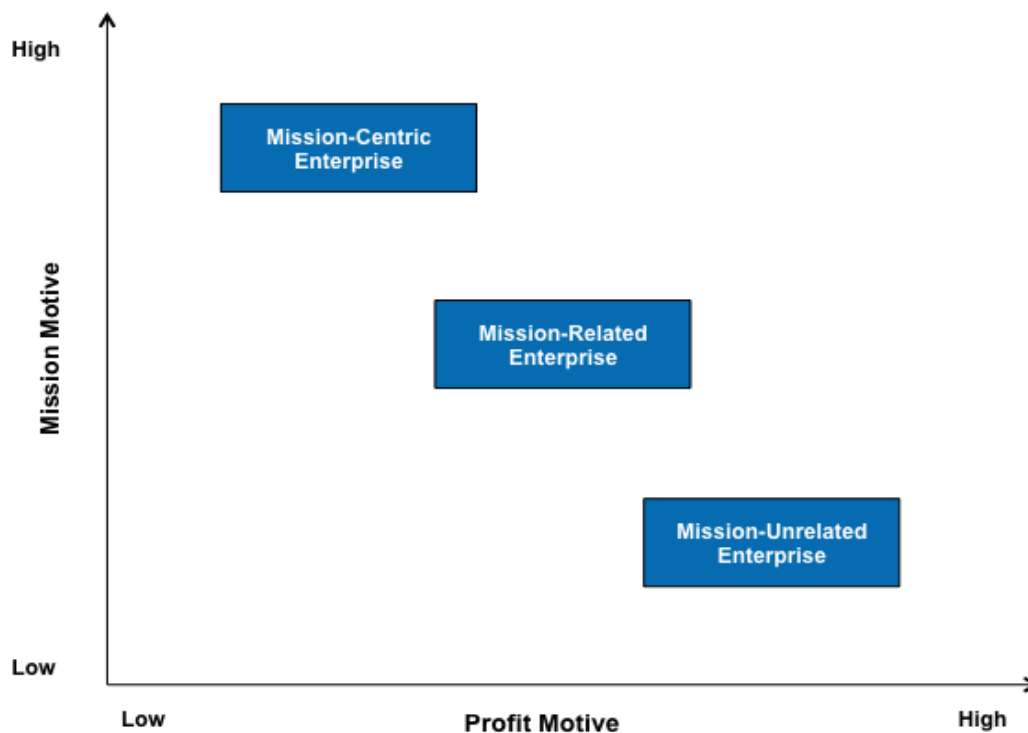 High
Mission-Centric
Enterprise
Mission Motive
Mission-Related
Enterprise
Mission-Unrelated
Enterprise
Low
Low
Profit Motive
High